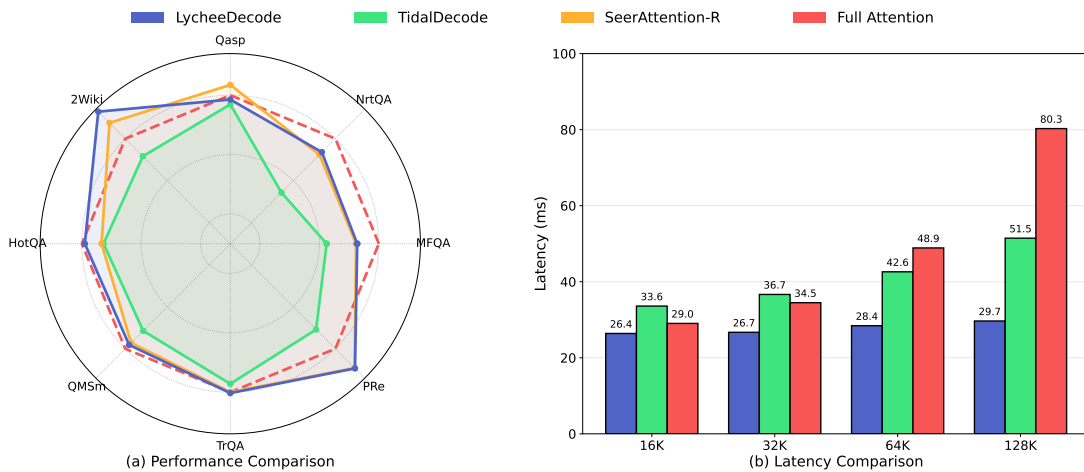 LycheeDecode TidalDecode SeerAttention-R Full Attention
Qasp
NrtQA
2Wiki
MFQA
HotQA
PRe
QMSm
TrQA
(a) Performance Comparison
100
80
60
40
20
0
Latency (ms)
26.4 33.6 29.0
26.7 36.7 34.5
28.4 42.6 48.9
29.7 51.5 80.3
16K 32K 64K 128K
(b) Latency Comparison